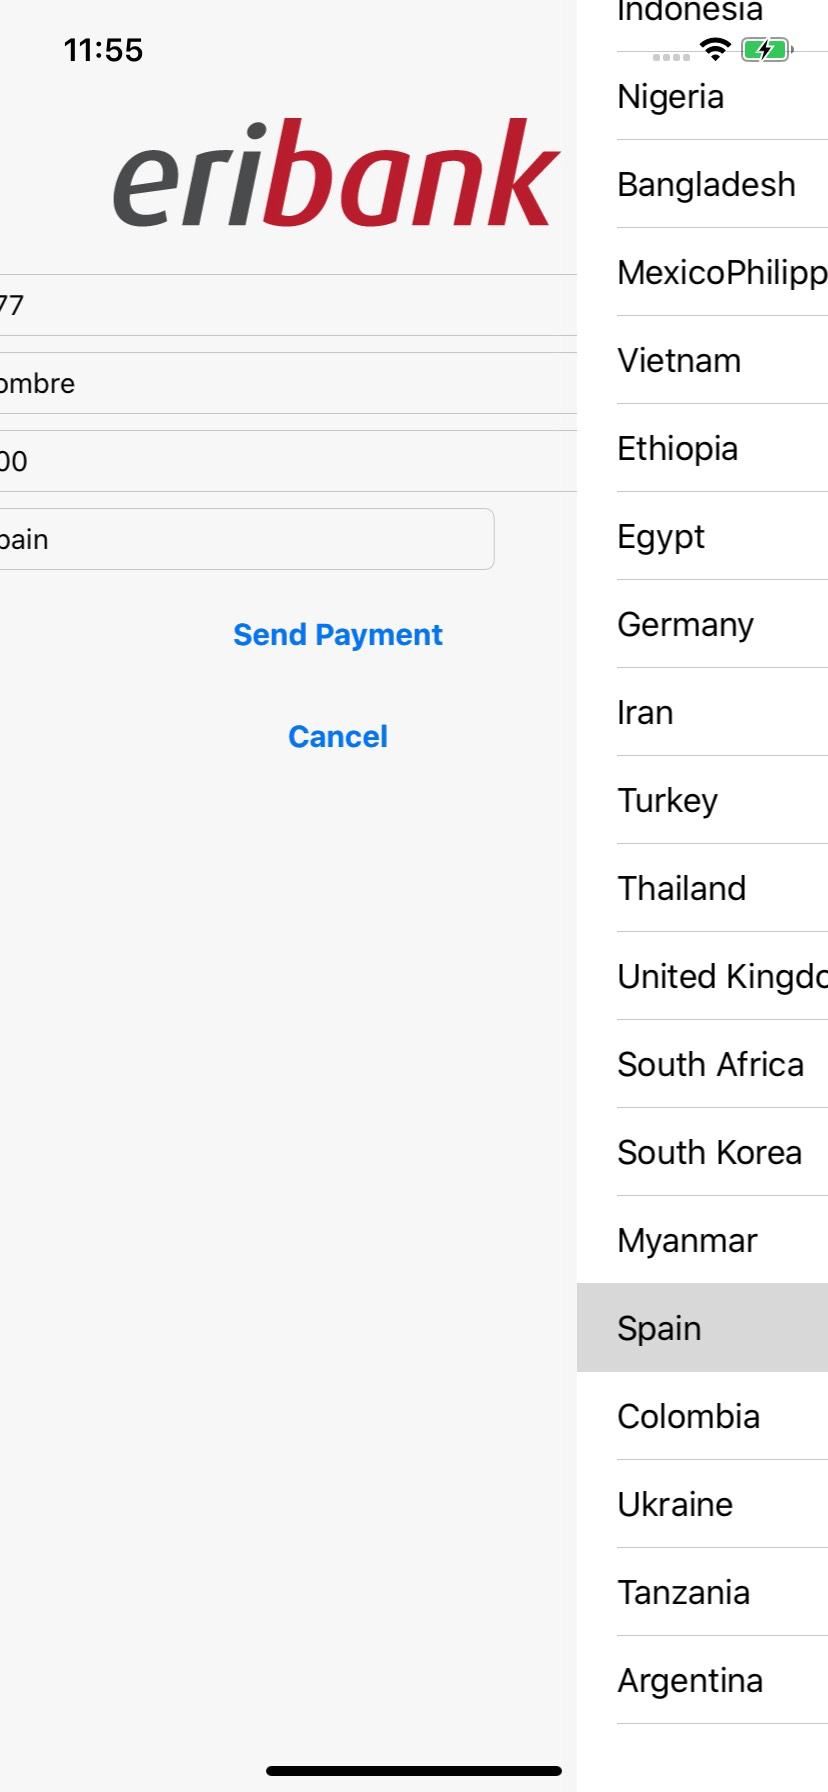 11:55
eribank
77
ombre
00
pain
Send Payment
Cancel
Indonesia
Nigeria
Bangladesh
MexicoPhilipp
Vietnam
Ethiopia
Egypt
Germany
Iran
Turkey
Thailand
United Kingdo
South Africa
South Korea
Myanmar
Spain
Colombia
Ukraine
Tanzania
Argentina